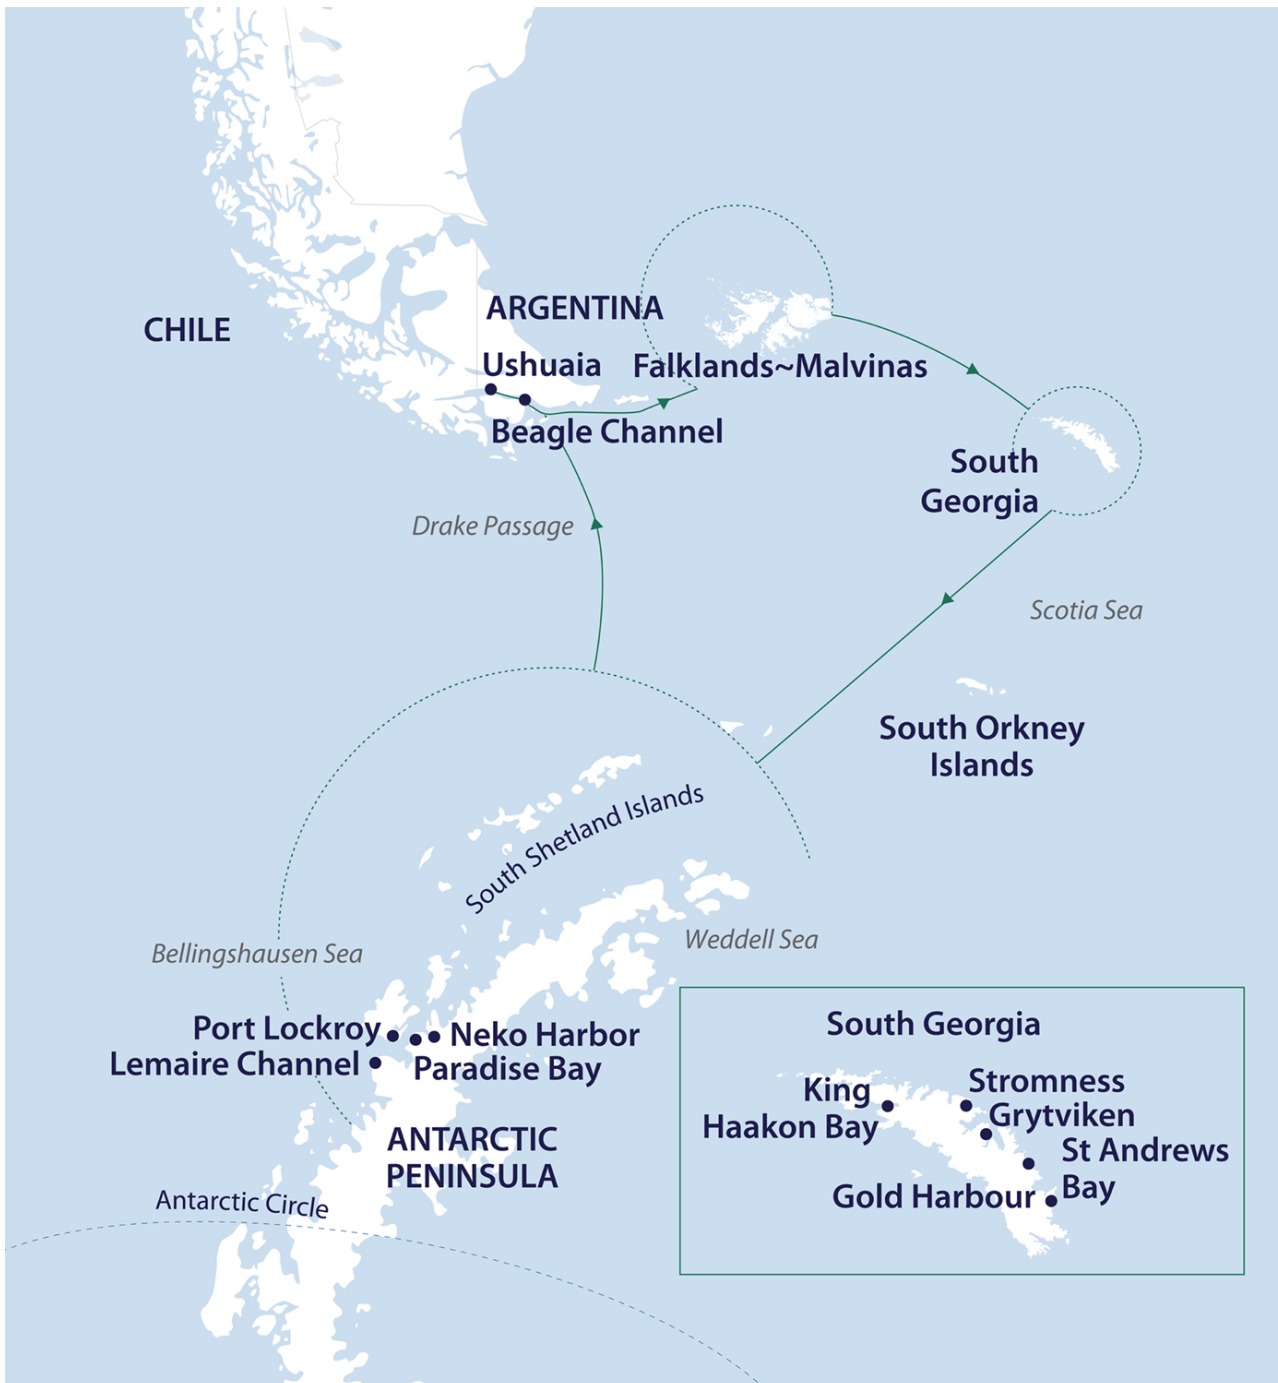 ARGENTINA
CHILE
Ushuaia
Falklands~Malvinas
Beagle Channel
South
Georgia
Drake Passage
Scotia Sea
South Orkney
Islands
South Shetland Islands
Bellingshausen Sea
Weddell Sea
Port Lockroy
Neko Harbor
Lemaire Channel
Paradise Bay
ANTARCTIC
PENINSULA
Antarctic Circle
South Georgia
King
Haakon Bay
Stromness
Grytviken
St Andrews
Bay
Gold Harbour